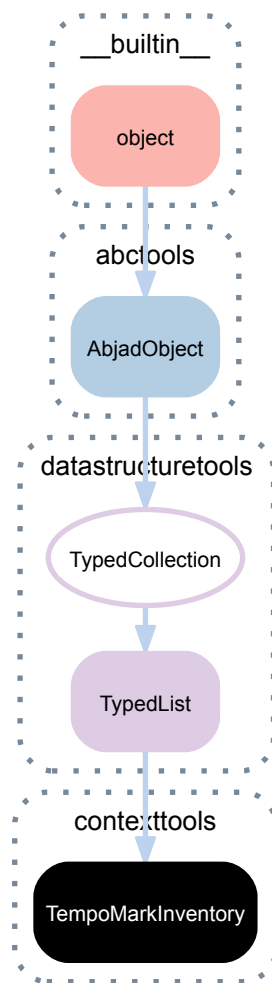 __builtin__
object
abctools
AbjadObject
datastructuretools
TypedCollection
TypedList
contexttools
TempoMarkInventory